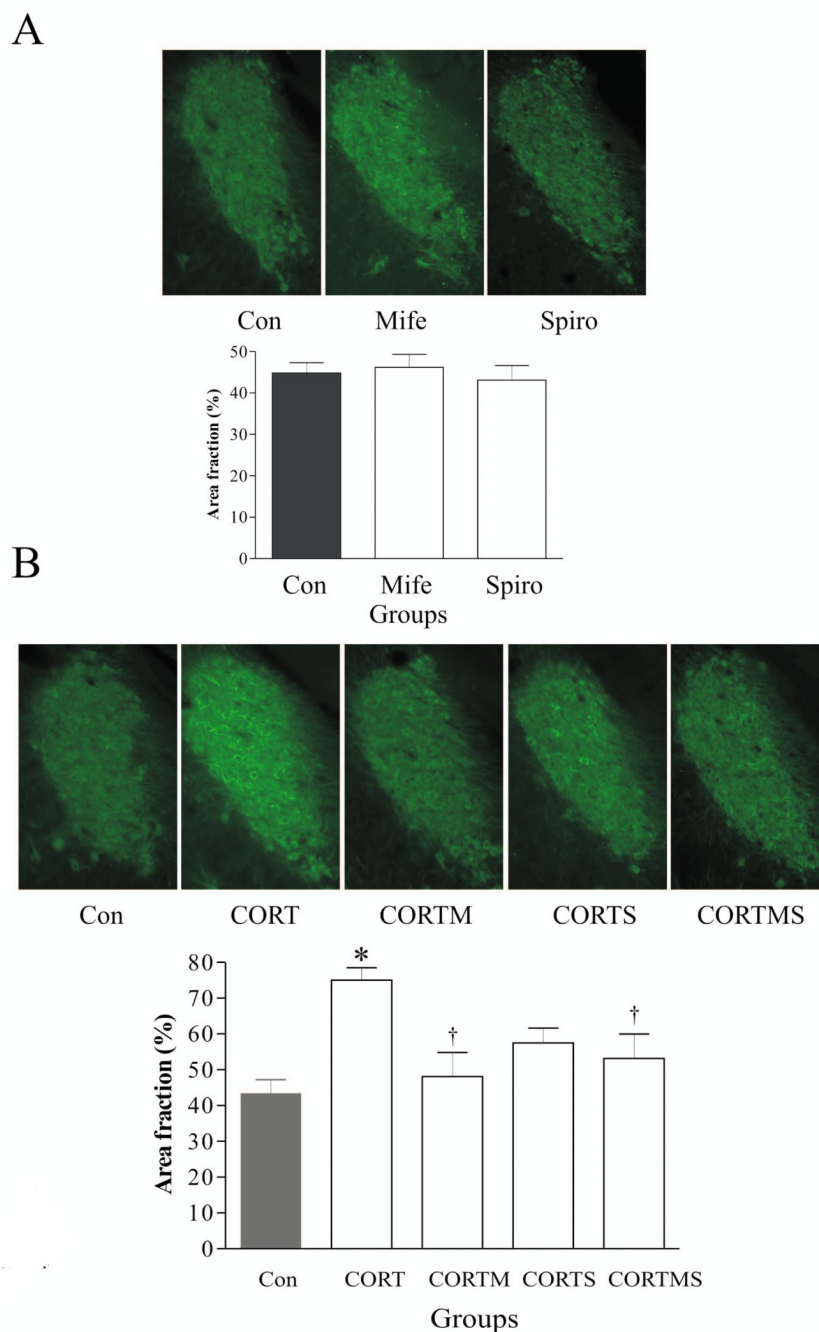 A
Con Mife Spiro
Area fraction (%)
50
40
30
20
10
0
Con Mife Spiro
Groups
B
Con CORT CORTM CORTS CORTMS
Area fraction (%)
80
70
60
50
40
30
20
10
0
*
†
†
Con CORT CORTM CORTS CORTMS
Groups